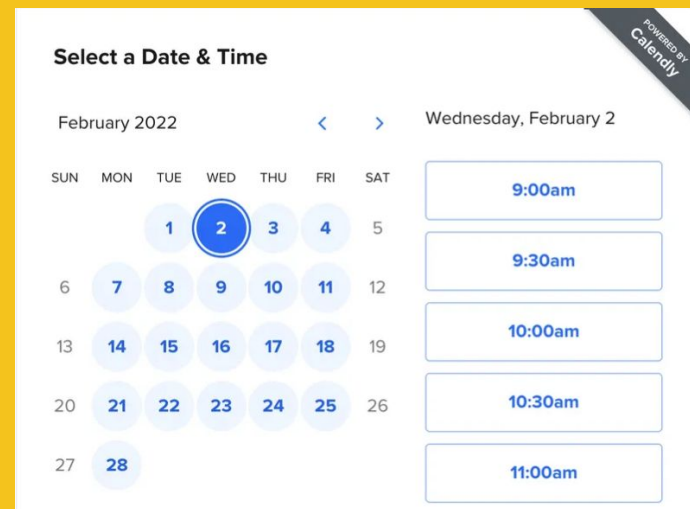 POWERED BY
Calendly
Select a Date & Time
February 2022
< >
SUN MON TUE WED THU FRI SAT
1 2 3 4 5
6 7 8 9 10 11 12
13 14 15 16 17 18 19
20 21 22 23 24 25 26
27 28
Wednesday, February 2
9:00am
9:30am
10:00am
10:30am
11:00am